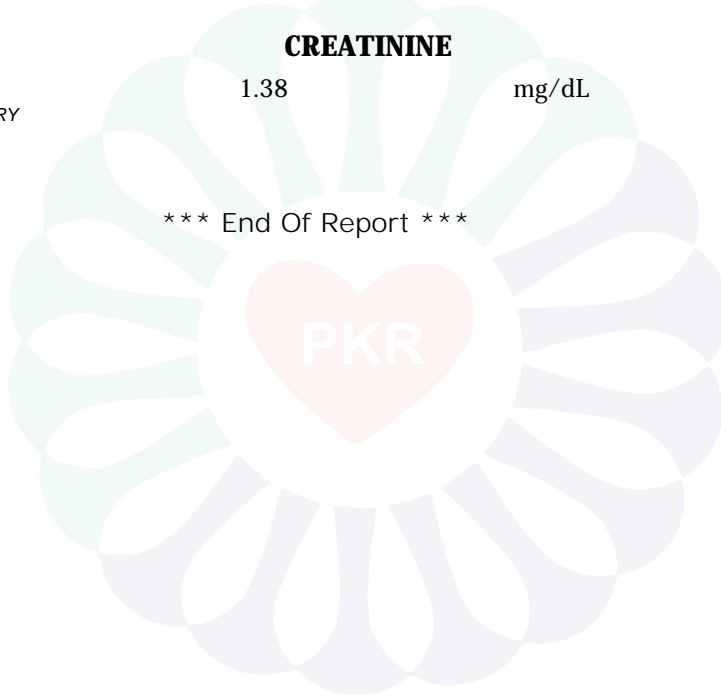 CREATININE
1.38 mg/dL
RY
*** End Of Report ***
PKR